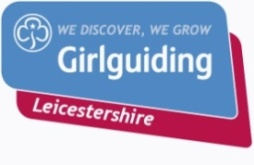 WE DISCOVER, WE GROW
Girlguiding
Leicestershire